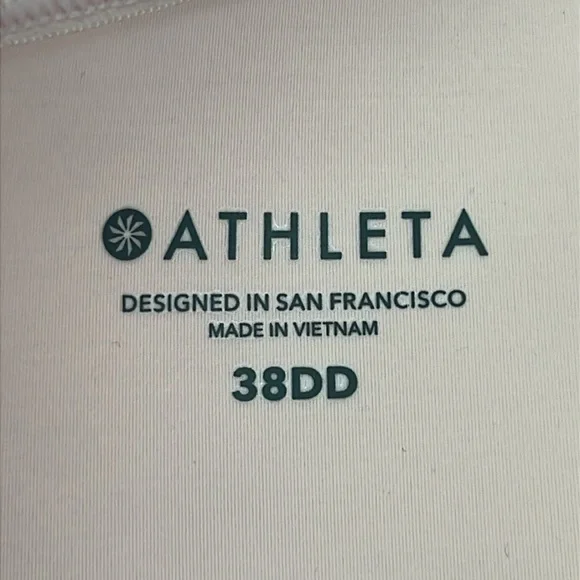 ATHLETA
DESIGNED IN SAN FRANCISCO
MADE IN VIETNAM
38DD